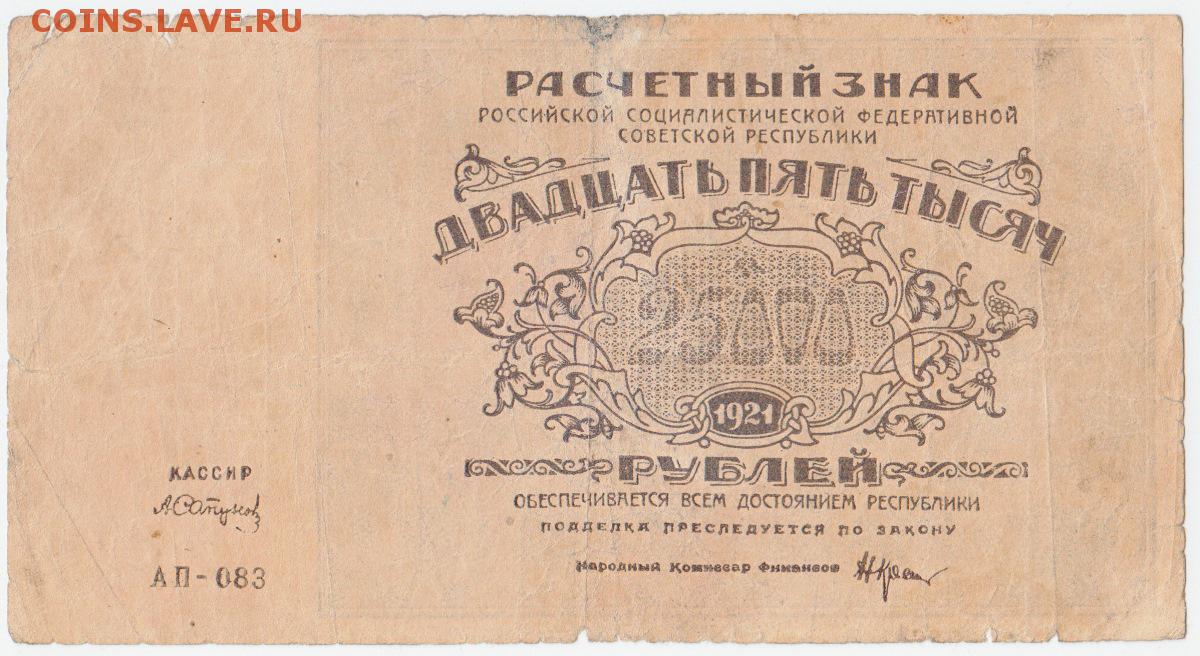 COINS.LAVE.RU
РАСЧЕТНЫЙ ЗНАК
РОССИЙСКОЙ СОЦИАЛИСТИЧЕСКОЙ ФЕДЕРАТИВНОЙ
СОВЕТСКОЙ РЕСПУБЛИКИ
ДВАДЦАТЬ ПЯТЬ ТЫСЯЧ
25000
1921
РУБЛЕЙ
ОБЕСПЕЧИВАЕТСЯ ВСЕМ ДОСТОЯНИЕМ РЕСПУБЛИКИ
ПОДДЕЛКА ПРЕСЛЕДУЕТСЯ ПО ЗАКОНУ
Народный Комиссар Финансов
КАССИР
АП-083